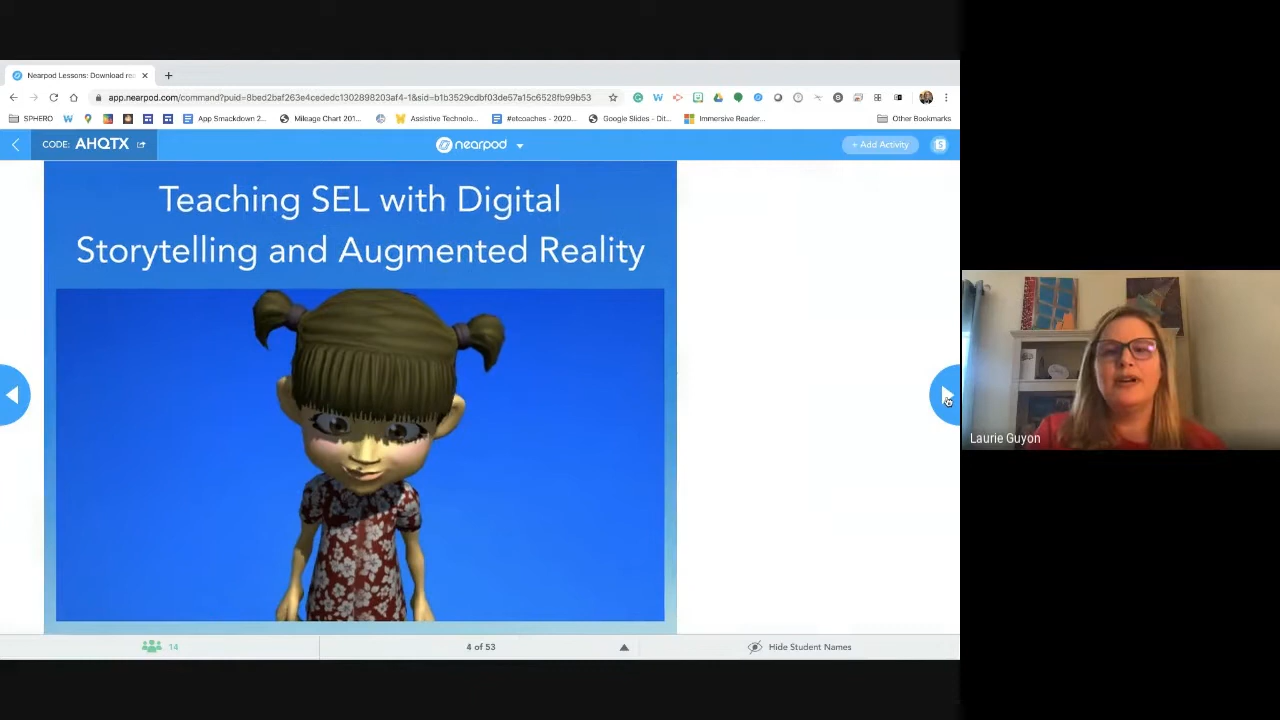 Nearpod Lessons: Download rea
app.nearpod.com/command?puid=8bed2baf263e4cededc1302898203af4-1&sid=b1b3529cdbf03de57a15c6528fb99b53
SPHERO
App Smackdown 2...
Mileage Chart 201...
Assistive Technolo...
#etcoaches - 2020...
Google Slides - Dit...
Immersive Reader...
Other Bookmarks
CODE: AHQTX
nearpod
+ Add Activity
Teaching SEL with Digital
Storytelling and Augmented Reality
Laurie Guyon
14
4 of 53
Hide Student Names